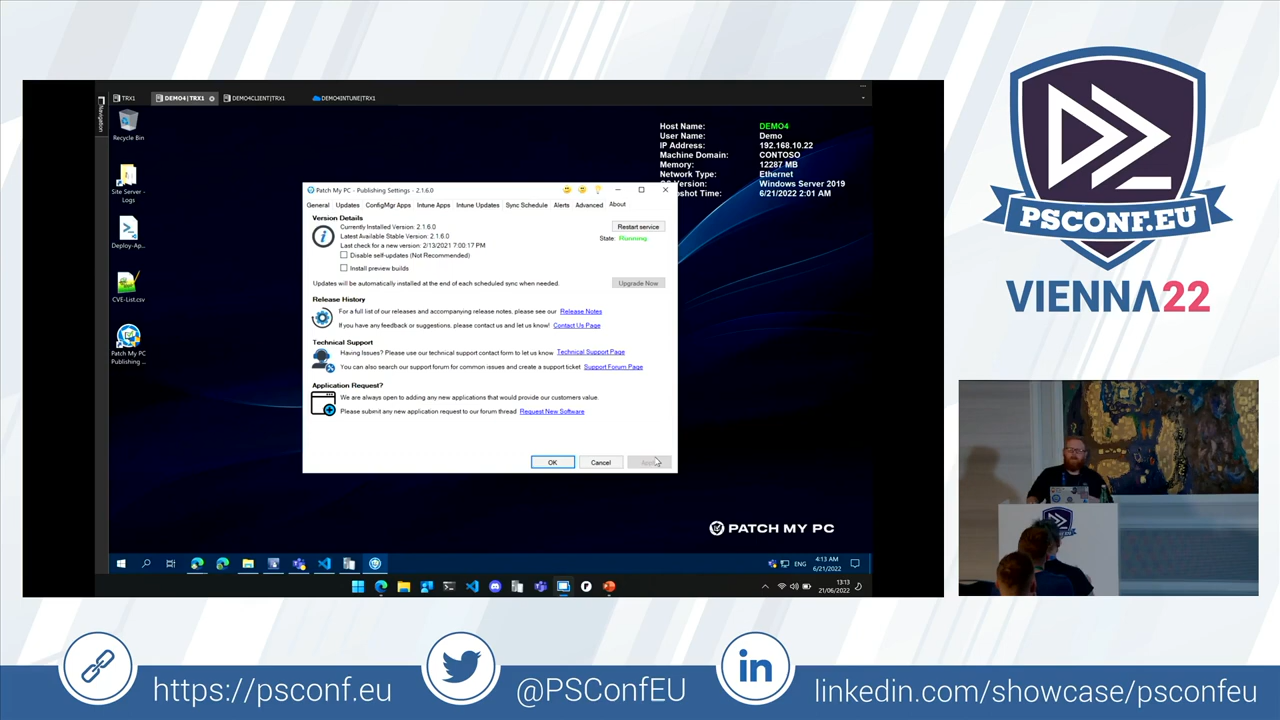 TRX1
DEMO4|TRX1
DEMO4CLIENT|TRX1
DEMO4INTUNE|TRX1
Navigation
Recycle Bin
Site Server -
Logs
Deploy-Ap...
CVE-List.csv
Patch My PC
Publishing ...
Host Name: DEMO4
User Name: Demo
IP Address: 192.168.10.22
Machine Domain: CONTOSO
Memory: 12287 MB
Network Type: Ethernet
Version: Windows Server 2019
pshot Time: 6/21/2022 2:01 AM
Patch My PC - Publishing Settings - 2.1.6.0
General Updates ConfigMgr Apps Intune Apps Intune Updates Sync Schedule Alerts Advanced About
Version Details
Currently Installed Version: 2.1.6.0
Latest Available Stable Version: 2.1.6.0
Last check for a new version: 2/13/2021 7:00:17 PM
Disable self-updates (Not Recommended)
Install preview builds
Restart service
State: Running
Updates will be automatically installed at the end of each scheduled sync when needed.
Upgrade Now
Release History
For a full list of our releases and accompanying release notes, please see our Release Notes
If you have any feedback or suggestions, please contact us and let us know! Contact Us Page
Technical Support
Having Issues? Please use our technical support contact form to let us know Technical Support Page
You can also search our support forum for common issues and create a support ticket Support Forum Page
Application Request?
We are always open to adding any new applications that would provide our customers value.
Please submit any new application request to our forum thread Request New Software
OK Cancel
PATCH MY PC
ENG
4:13 AM
6/21/2022
13:13
21/06/2022
PSCONF.EU
VIENNA22
https://psconf.eu
@PSConfEU
in
linkedin.com/showcase/psconfeu